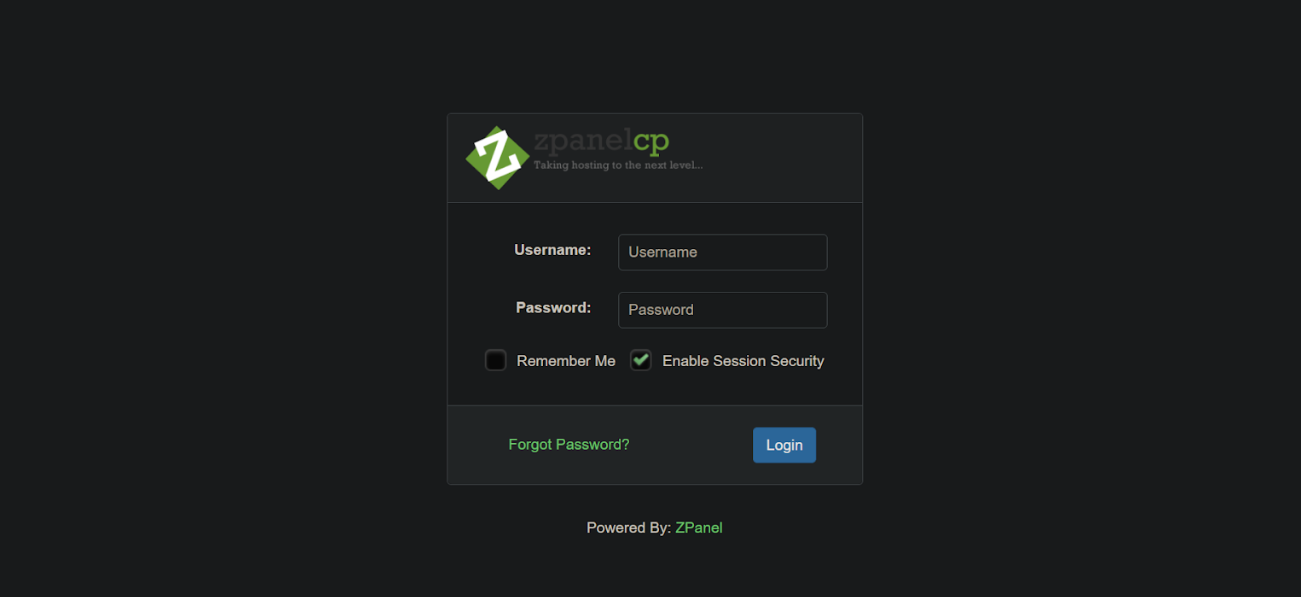 zpanelcp
Taking hosting to the next level...
Username: Username
Password: Password
Remember Me Enable Session Security
Forgot Password? Login
Powered By: ZPanel